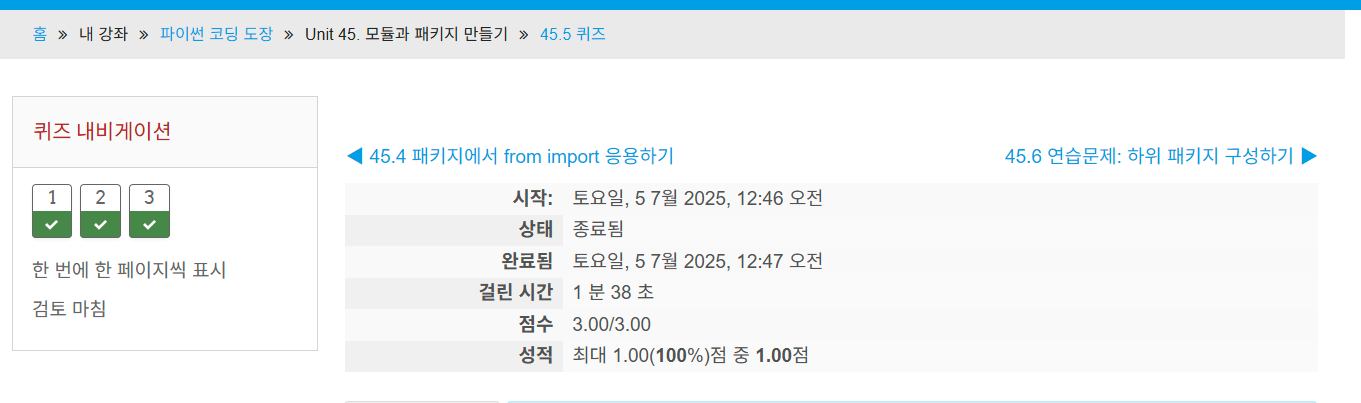 홈 » 내 강좌 » 파이썬 코딩 도장 » Unit 45. 모듈과 패키지 만들기 » 45.5 퀴즈
퀴즈 내비게이션
1 2 3
한 번에 한 페이지씩 표시
검토 마침
◀ 45.4 패키지에서 from import 응용하기
45.6 연습문제: 하위 패키지 구성하기 ▶
시작: 토요일, 5 7월 2025, 12:46 오전
상태 종료됨
완료됨 토요일, 5 7월 2025, 12:47 오전
걸린 시간 1 분 38 초
점수 3.00/3.00
성적 최대 1.00(100%)점 중 1.00점